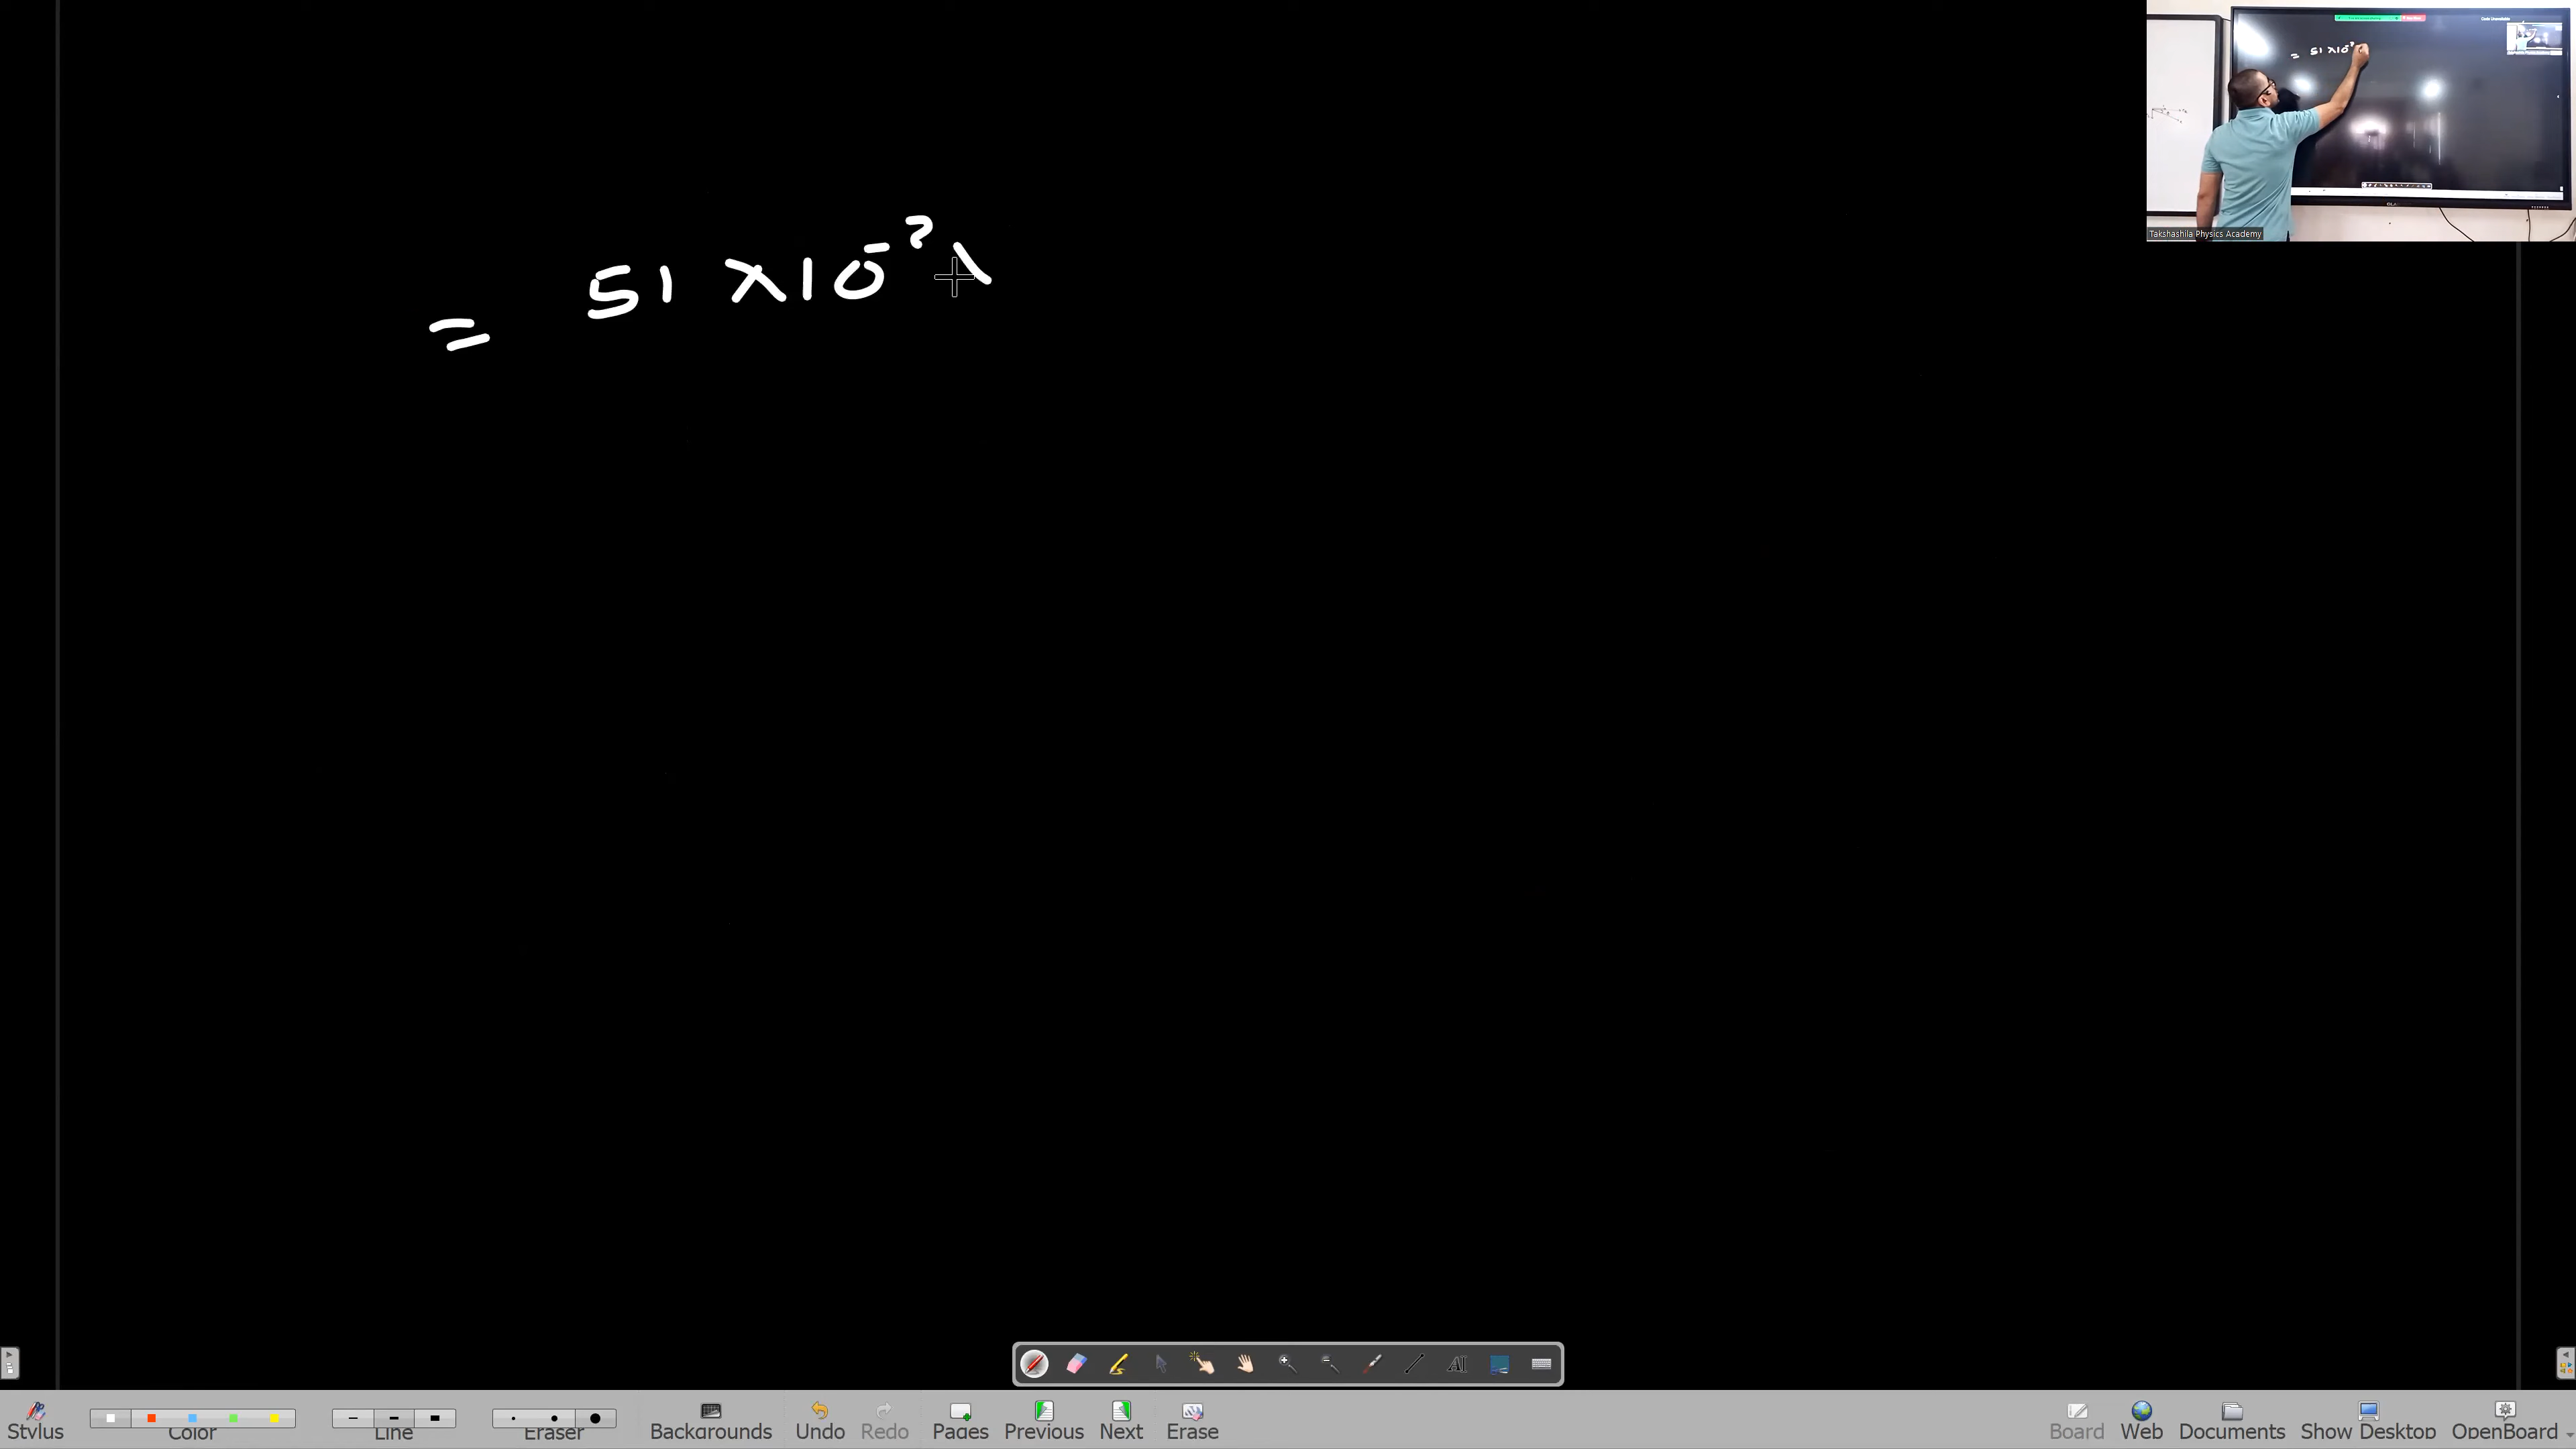 = 51 × 10⁻
Takshashila Physics Academy
Stylus
Color
Line
Eraser
Backgrounds
Undo
Redo
Pages
Previous
Next
Erase
Board
Web
Documents
Show Desktop
OpenBoard